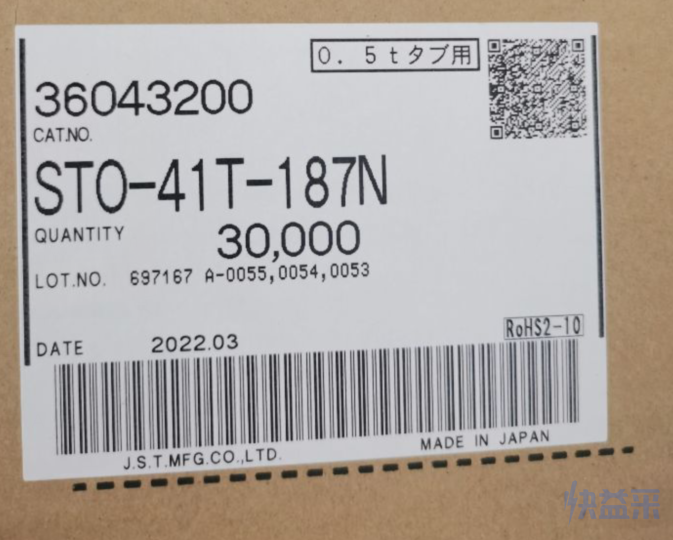 0.5tタブ用
36043200
CAT.NO.
STO-41T-187N
QUANTITY 30,000
LOT.NO. 697167 A-0055,0054,0053
RoHS2-10
DATE 2022.03
J.S.T.MFG.CO.,LTD. MADE IN JAPAN
快益采